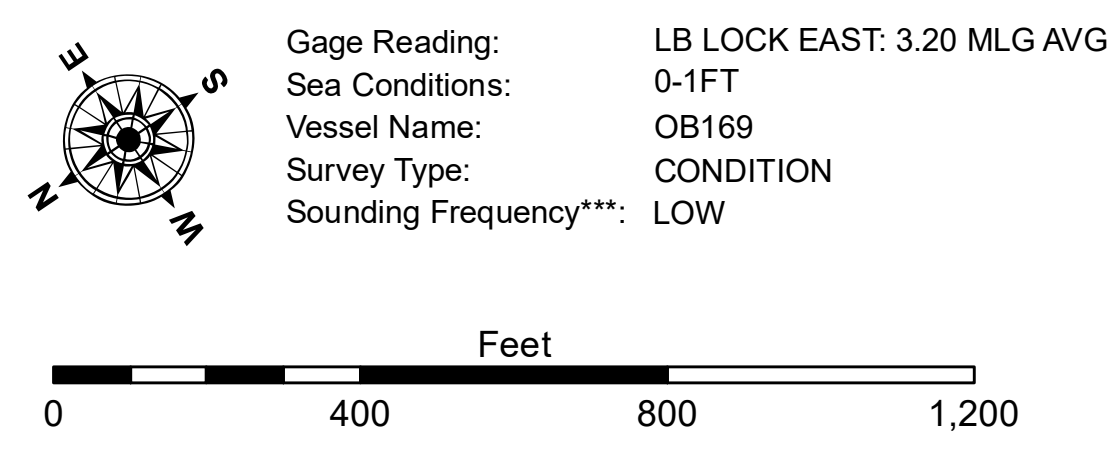 E
S
N
W
Gage Reading: LB LOCK EAST: 3.20 MLG AVG
Sea Conditions: 0-1FT
Vessel Name: OB169
Survey Type: CONDITION
Sounding Frequency***: LOW
Feet
0 400 800 1,200